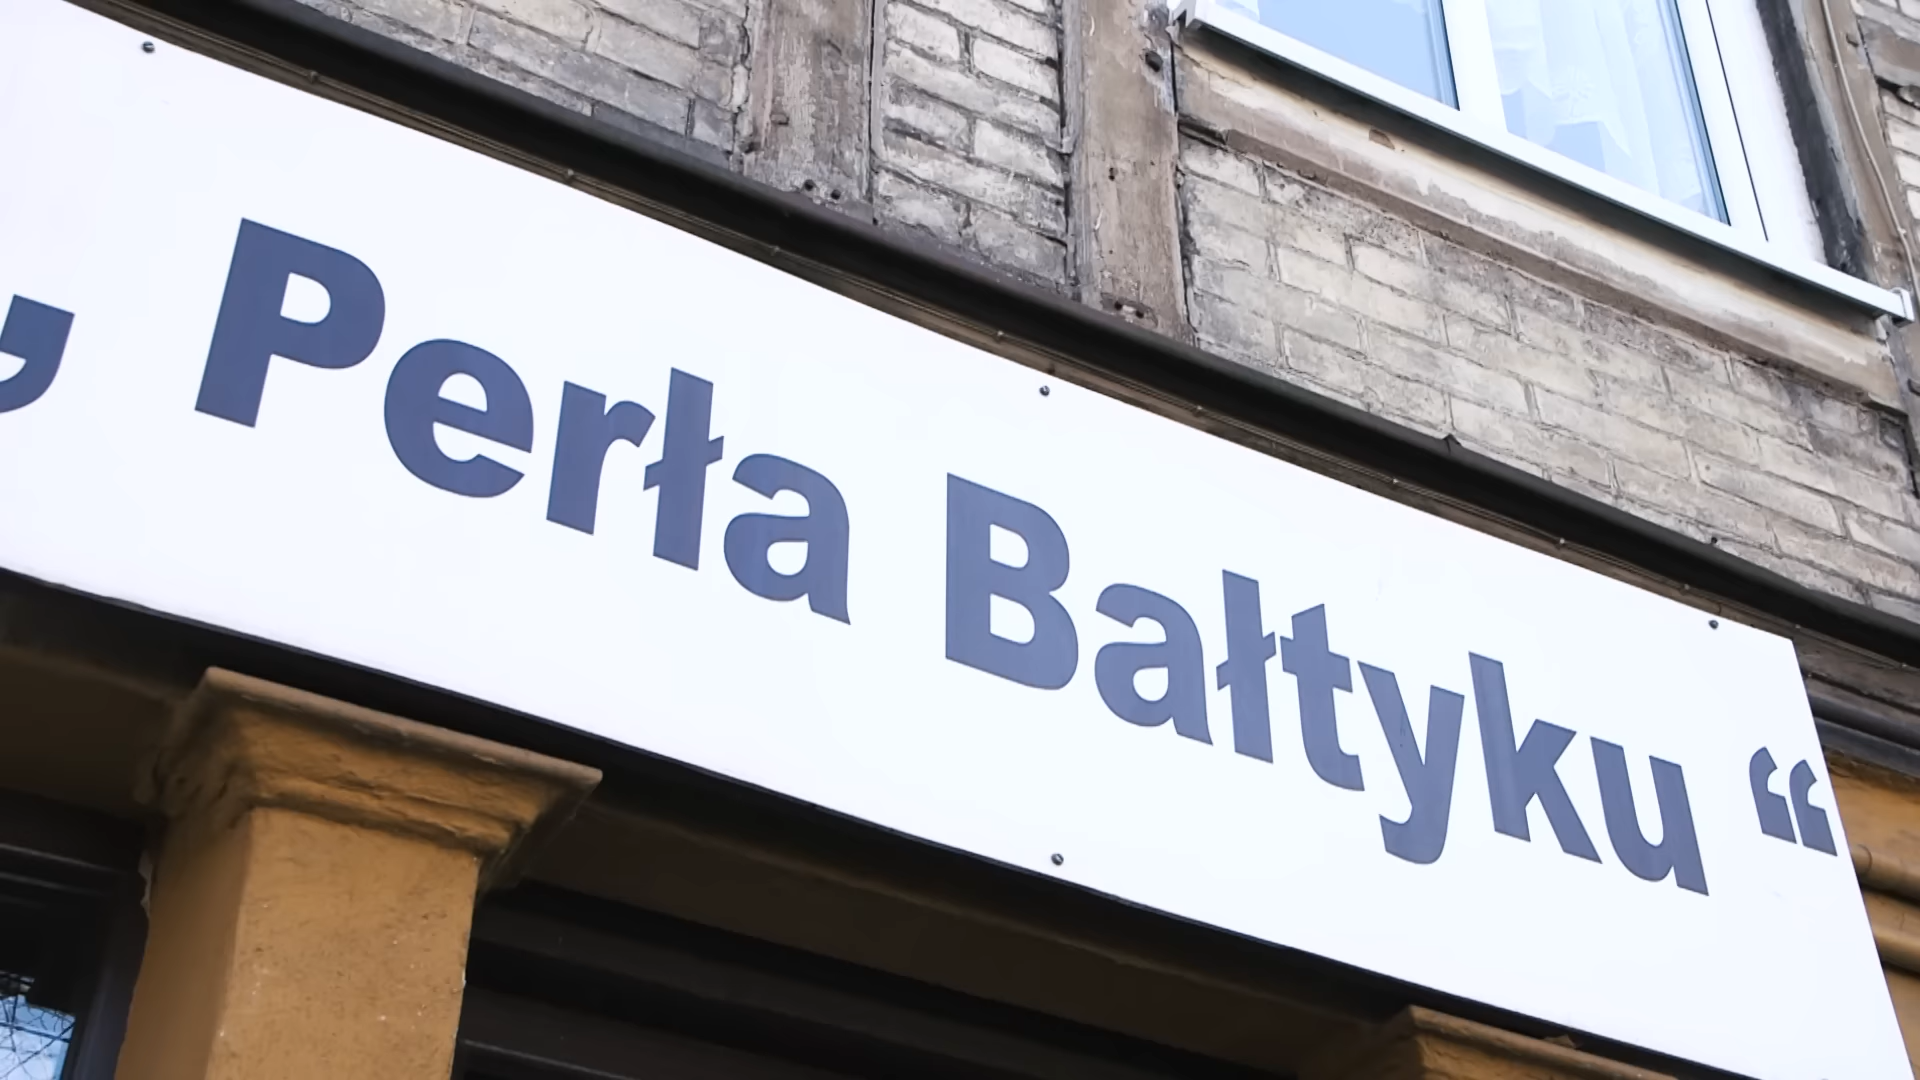 , Perła Bałtyku “